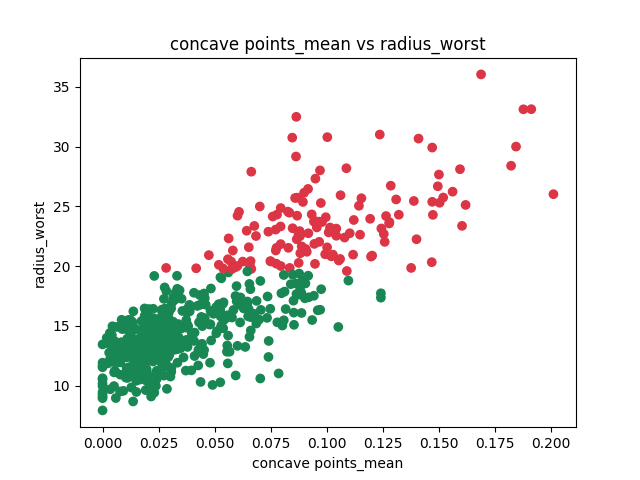 concave points_mean vs radius_worst
radius_worst
35
30
25
20
15
10
0.000 0.025 0.050 0.075 0.100 0.125 0.150 0.175 0.200
concave points_mean